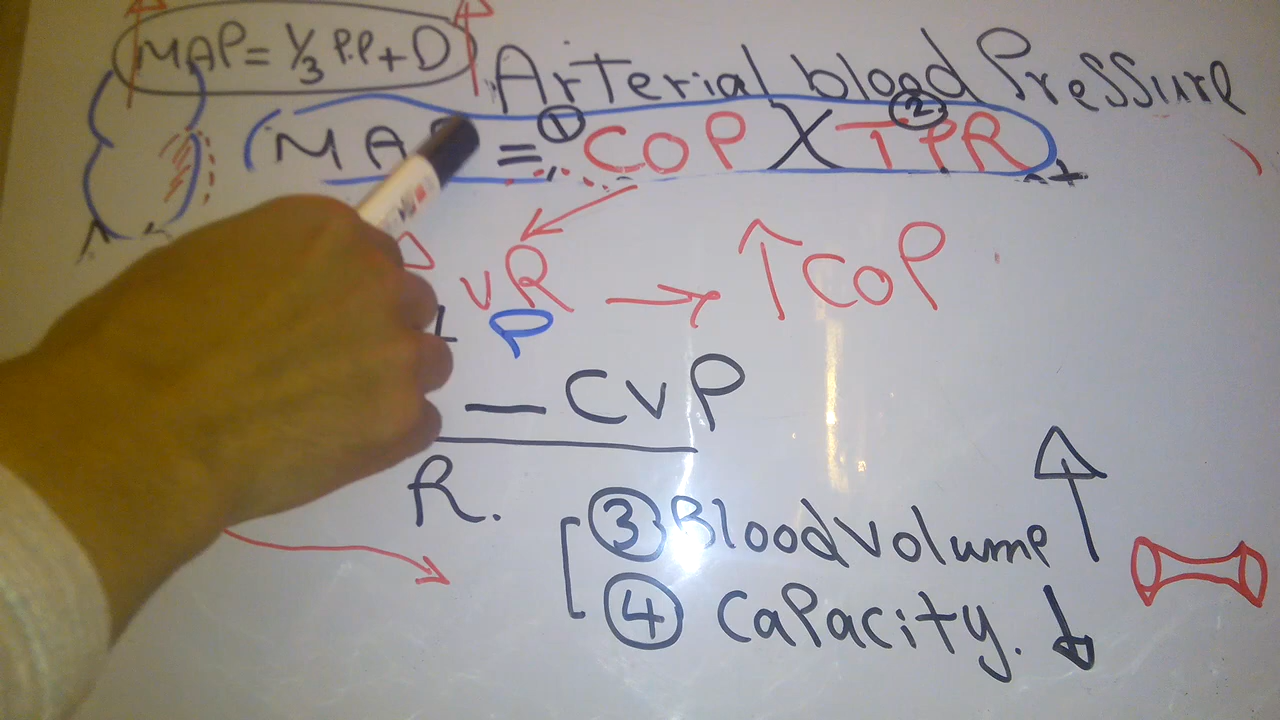 MAP = 1/3 P.P + D
Arterial blood Pressure
MAP = ① COP X ② TPR
VR → ↑ COP
P
— CVP
R.
③ Blood Volume ↑
④ Capacity. ↓